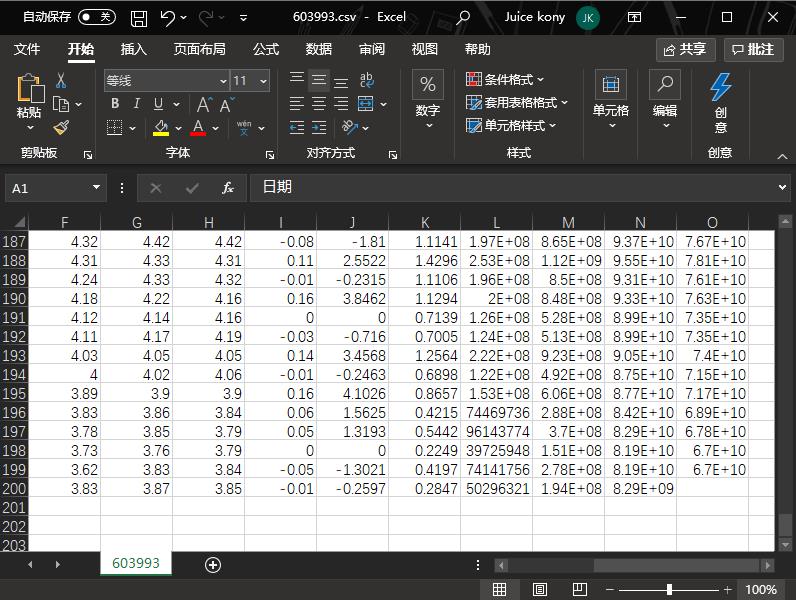 自动保存 关 603993.csv - Excel Juice kony JK
文件 开始 插入 页面布局 公式 数据 审阅 视图 帮助 共享 批注
等线 11 ab 条件格式
粘贴 B I U A A % 数字 套用表格格式 单元格 编辑 创意
A wén 文 单元格样式
剪贴板 字体 对齐方式 样式 创意
A1 fx 日期
F G H I J K L M N O
187 4.32 4.42 4.42 -0.08 -1.81 1.1141 1.97E+08 8.65E+08 9.37E+10 7.67E+10
188 4.31 4.33 4.31 0.11 2.5522 1.4296 2.53E+08 1.12E+09 9.55E+10 7.81E+10
189 4.24 4.33 4.32 -0.01 -0.2315 1.1106 1.96E+08 8.5E+08 9.31E+10 7.61E+10
190 4.18 4.22 4.16 0.16 3.8462 1.1294 2E+08 8.48E+08 9.33E+10 7.63E+10
191 4.12 4.14 4.16 0 0 0.7139 1.26E+08 5.28E+08 8.99E+10 7.35E+10
192 4.11 4.17 4.19 -0.03 -0.716 0.7005 1.24E+08 5.13E+08 8.99E+10 7.35E+10
193 4.03 4.05 4.05 0.14 3.4568 1.2564 2.22E+08 9.23E+08 9.05E+10 7.4E+10
194 4 4.02 4.06 -0.01 -0.2463 0.6898 1.22E+08 4.92E+08 8.75E+10 7.15E+10
195 3.89 3.9 3.9 0.16 4.1026 0.8657 1.53E+08 6.06E+08 8.77E+10 7.17E+10
196 3.83 3.86 3.84 0.06 1.5625 0.4215 74469736 2.88E+08 8.42E+10 6.89E+10
197 3.78 3.85 3.79 0.05 1.3193 0.5442 96143774 3.7E+08 8.29E+10 6.78E+10
198 3.73 3.76 3.79 0 0 0.2249 39725948 1.51E+08 8.19E+10 6.7E+10
199 3.62 3.83 3.84 -0.05 -1.3021 0.4197 74141756 2.78E+08 8.19E+10 6.7E+10
200 3.83 3.87 3.85 -0.01 -0.2597 0.2847 50296321 1.94E+08 8.29E+09
201
202
203
603993
100%